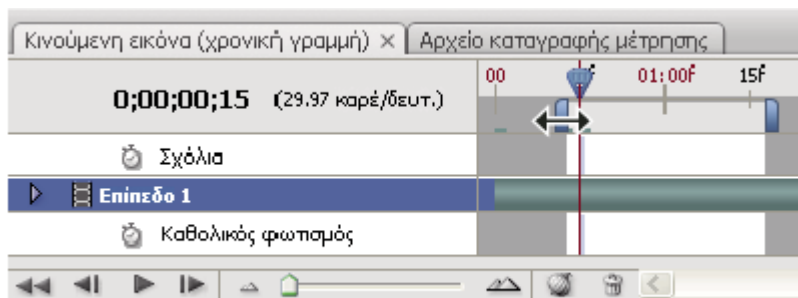 Κινούμενη εικόνα (χρονική γραμμή) × Αρχείο καταγραφής μέτρησης
0;00;00;15 (29.97 καρέ/δευτ.)
00 01:00f 15f
Σχόλια
Επίπεδο 1
Καθολικός φωτισμός